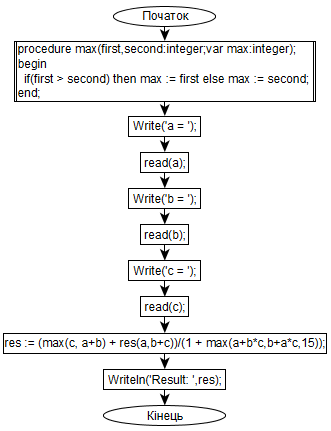 Початок
procedure max(first,second:integer;var max:integer);
begin
if(first > second) then max := first else max := second;
end;
Write('a = ');
read(a);
Write('b = ');
read(b);
Write('c = ');
read(c);
res := (max(c, a+b) + res(a,b+c))/(1 + max(a+b*c,b+a*c,15));
Writeln('Result: ',res);
Кінець